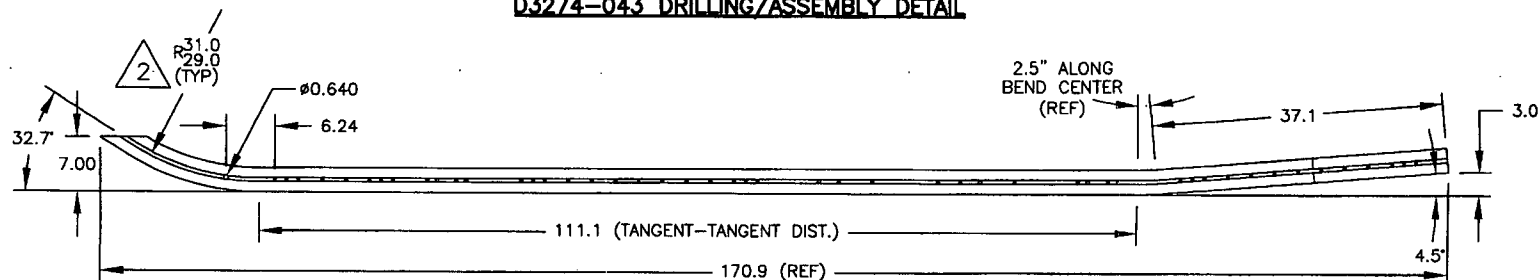 D3274-043 DRILLING/ASSEMBLY DETAIL
2
R31.0
29.0
(TYP)
ø0.640
6.24
32.7°
7.00
2.5" ALONG
BEND CENTER
(REF)
37.1
3.0
111.1 (TANGENT-TANGENT DIST.)
4.5°
170.9 (REF)